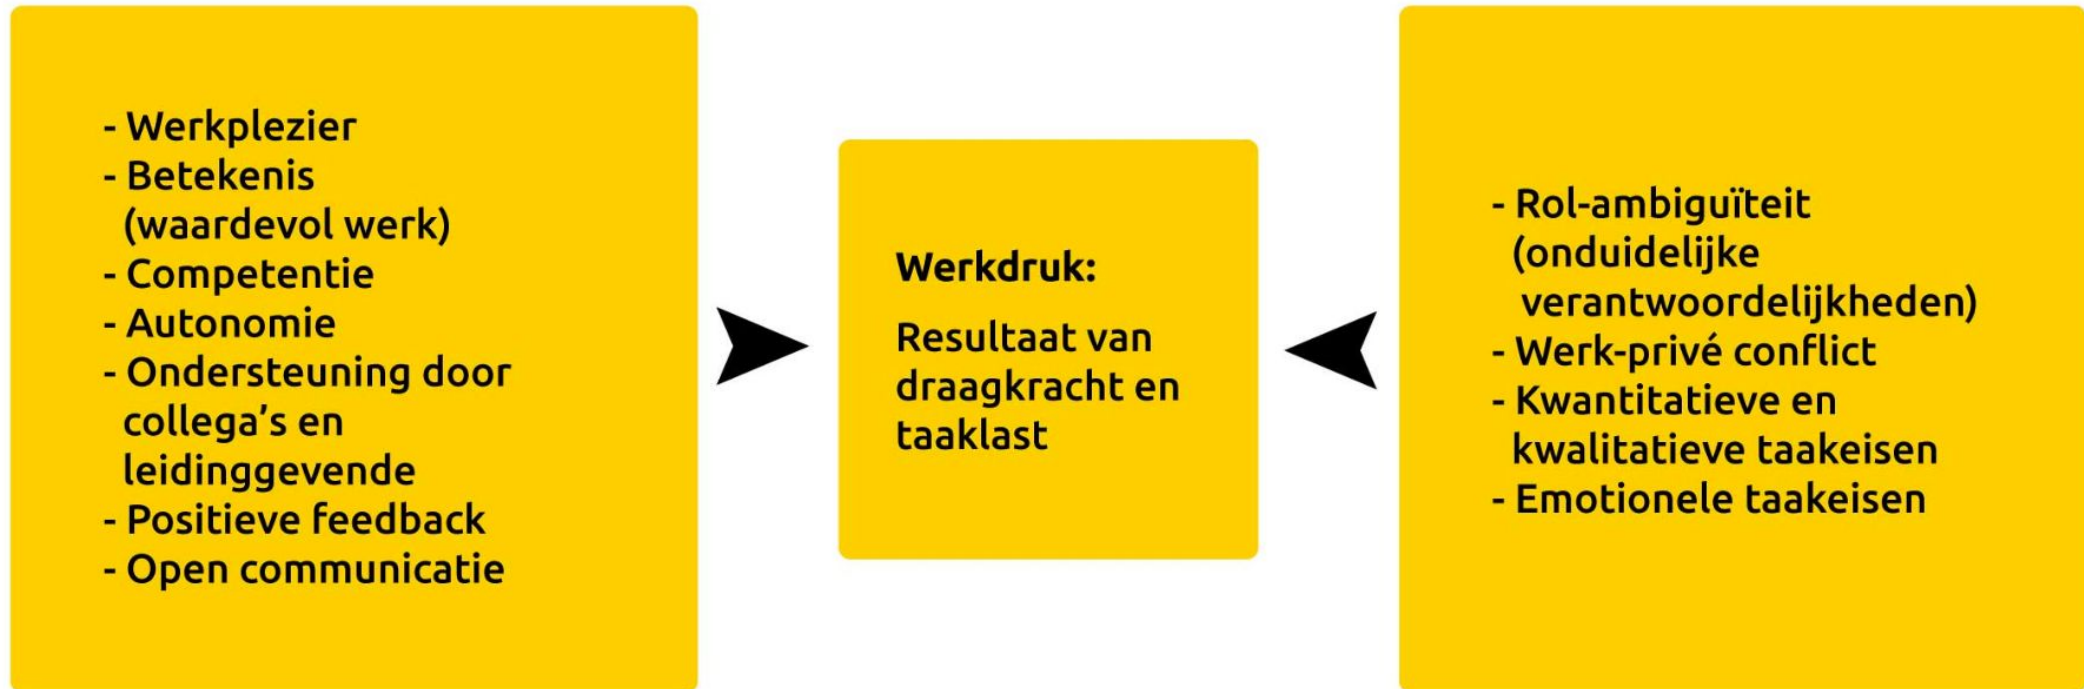 - Werkplezier
- Betekenis
(waardevol werk)
- Competentie
- Autonomie
- Ondersteuning door
collega’s en
leidinggevende
- Positieve feedback
- Open communicatie
Werkdruk:
Resultaat van
draagkracht en
taaklast
- Rol-ambiguïteit
(onduidelijke
verantwoordelijkheden)
- Werk-privé conflict
- Kwantitatieve en
kwalitatieve taakeisen
- Emotionele taakeisen